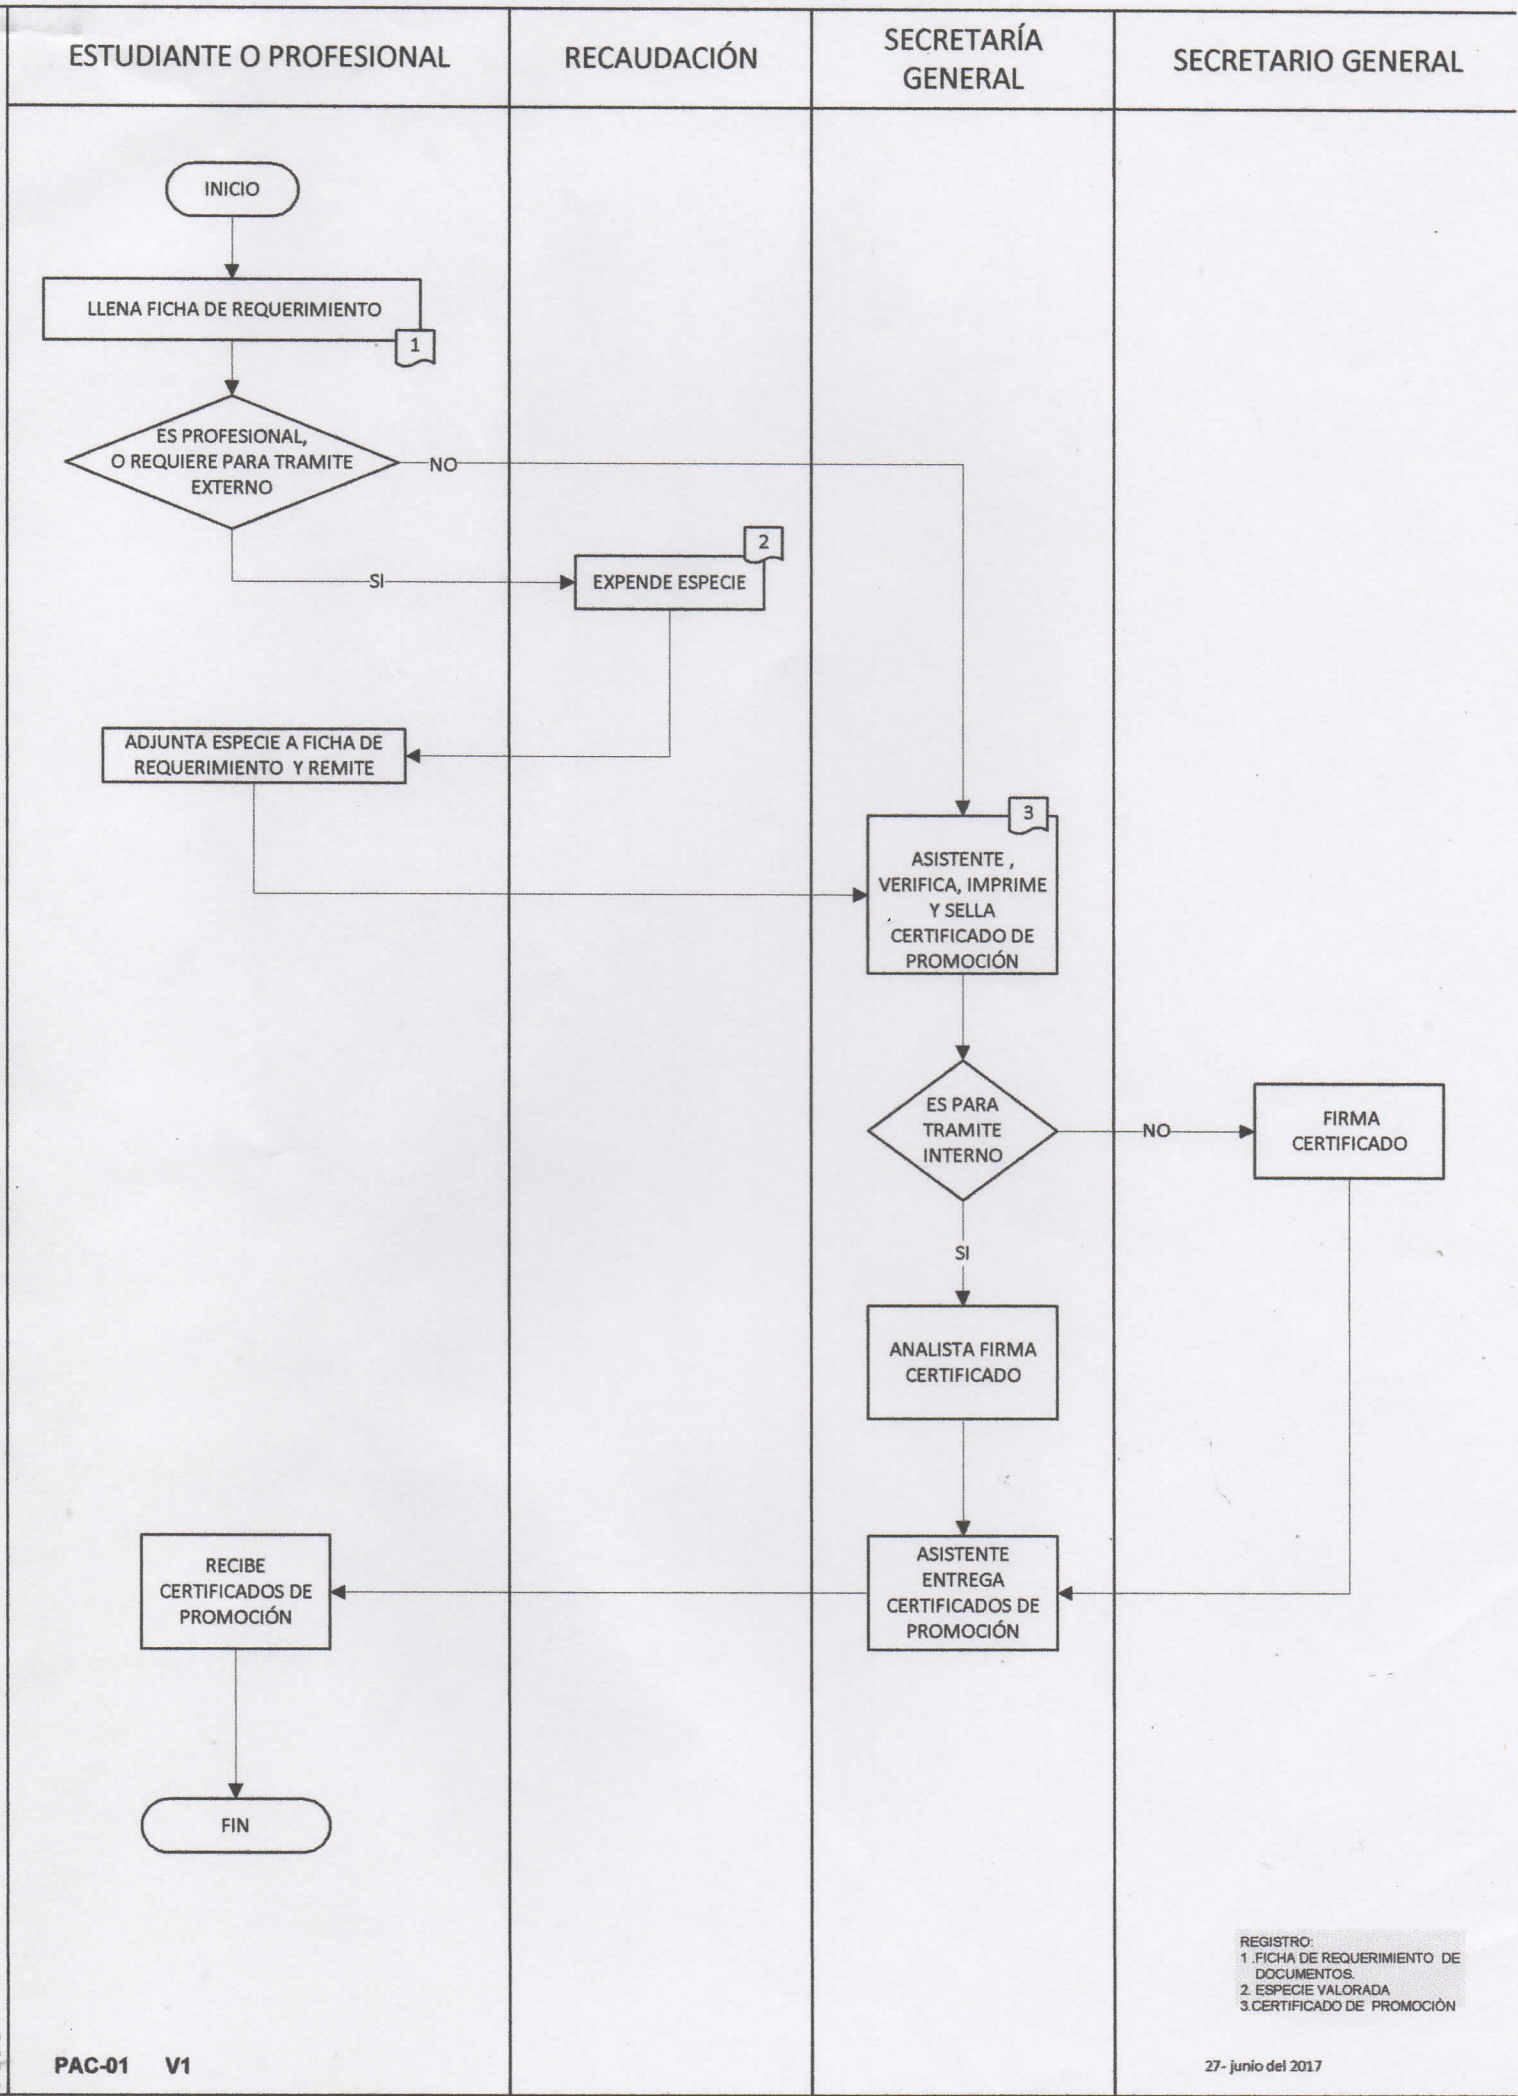 ESTUDIANTE O PROFESIONAL
RECAUDACIÓN
SECRETARÍA
GENERAL
SECRETARIO GENERAL
INICIO
LLENA FICHA DE REQUERIMIENTO
1
ES PROFESIONAL,
O REQUIERE PARA TRAMITE
EXTERNO
NO
SI
2
EXPENDE ESPECIE
ADJUNTA ESPECIE A FICHA DE
REQUERIMIENTO Y REMITE
3
ASISTENTE ,
VERIFICA, IMPRIME
Y SELLA
CERTIFICADO DE
PROMOCIÓN
ES PARA
TRAMITE
INTERNO
NO
FIRMA
CERTIFICADO
SI
ANALISTA FIRMA
CERTIFICADO
ASISTENTE
ENTREGA
CERTIFICADOS DE
PROMOCIÓN
RECIBE
CERTIFICADOS DE
PROMOCIÓN
FIN
REGISTRO:
1 .FICHA DE REQUERIMIENTO DE
DOCUMENTOS.
2. ESPECIE VALORADA
3.CERTIFICADO DE PROMOCIÓN
PAC-01 V1
27- junio del 2017